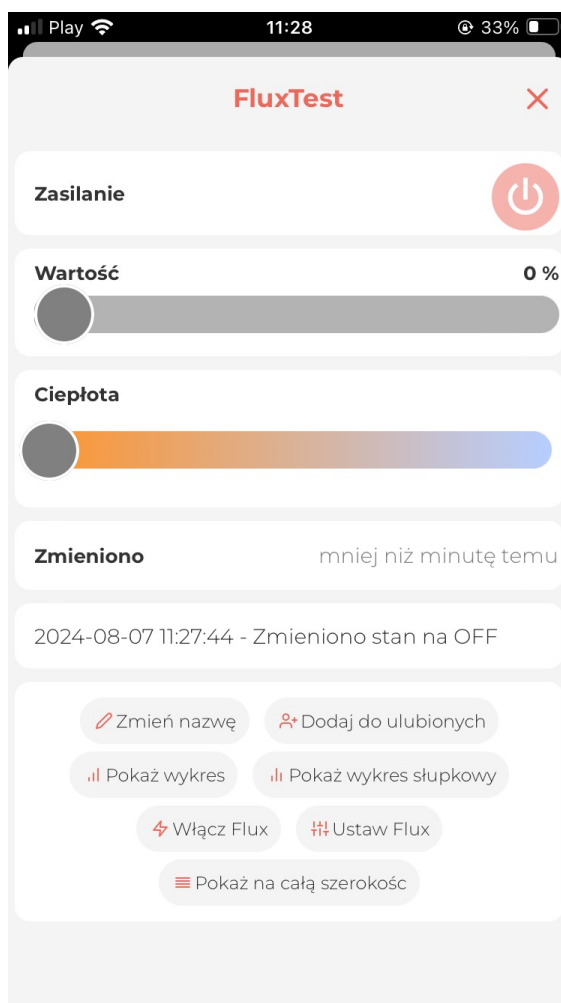 Play 11:28 33%
FluxTest
Zasilanie
Wartość 0 %
Ciepłota
Zmieniono mniej niż minutę temu
2024-08-07 11:27:44 - Zmieniono stan na OFF
Zmień nazwę Dodaj do ulubionych
Pokaż wykres Pokaż wykres słupkowy
Włącz Flux Ustaw Flux
Pokaż na całą szerokośc